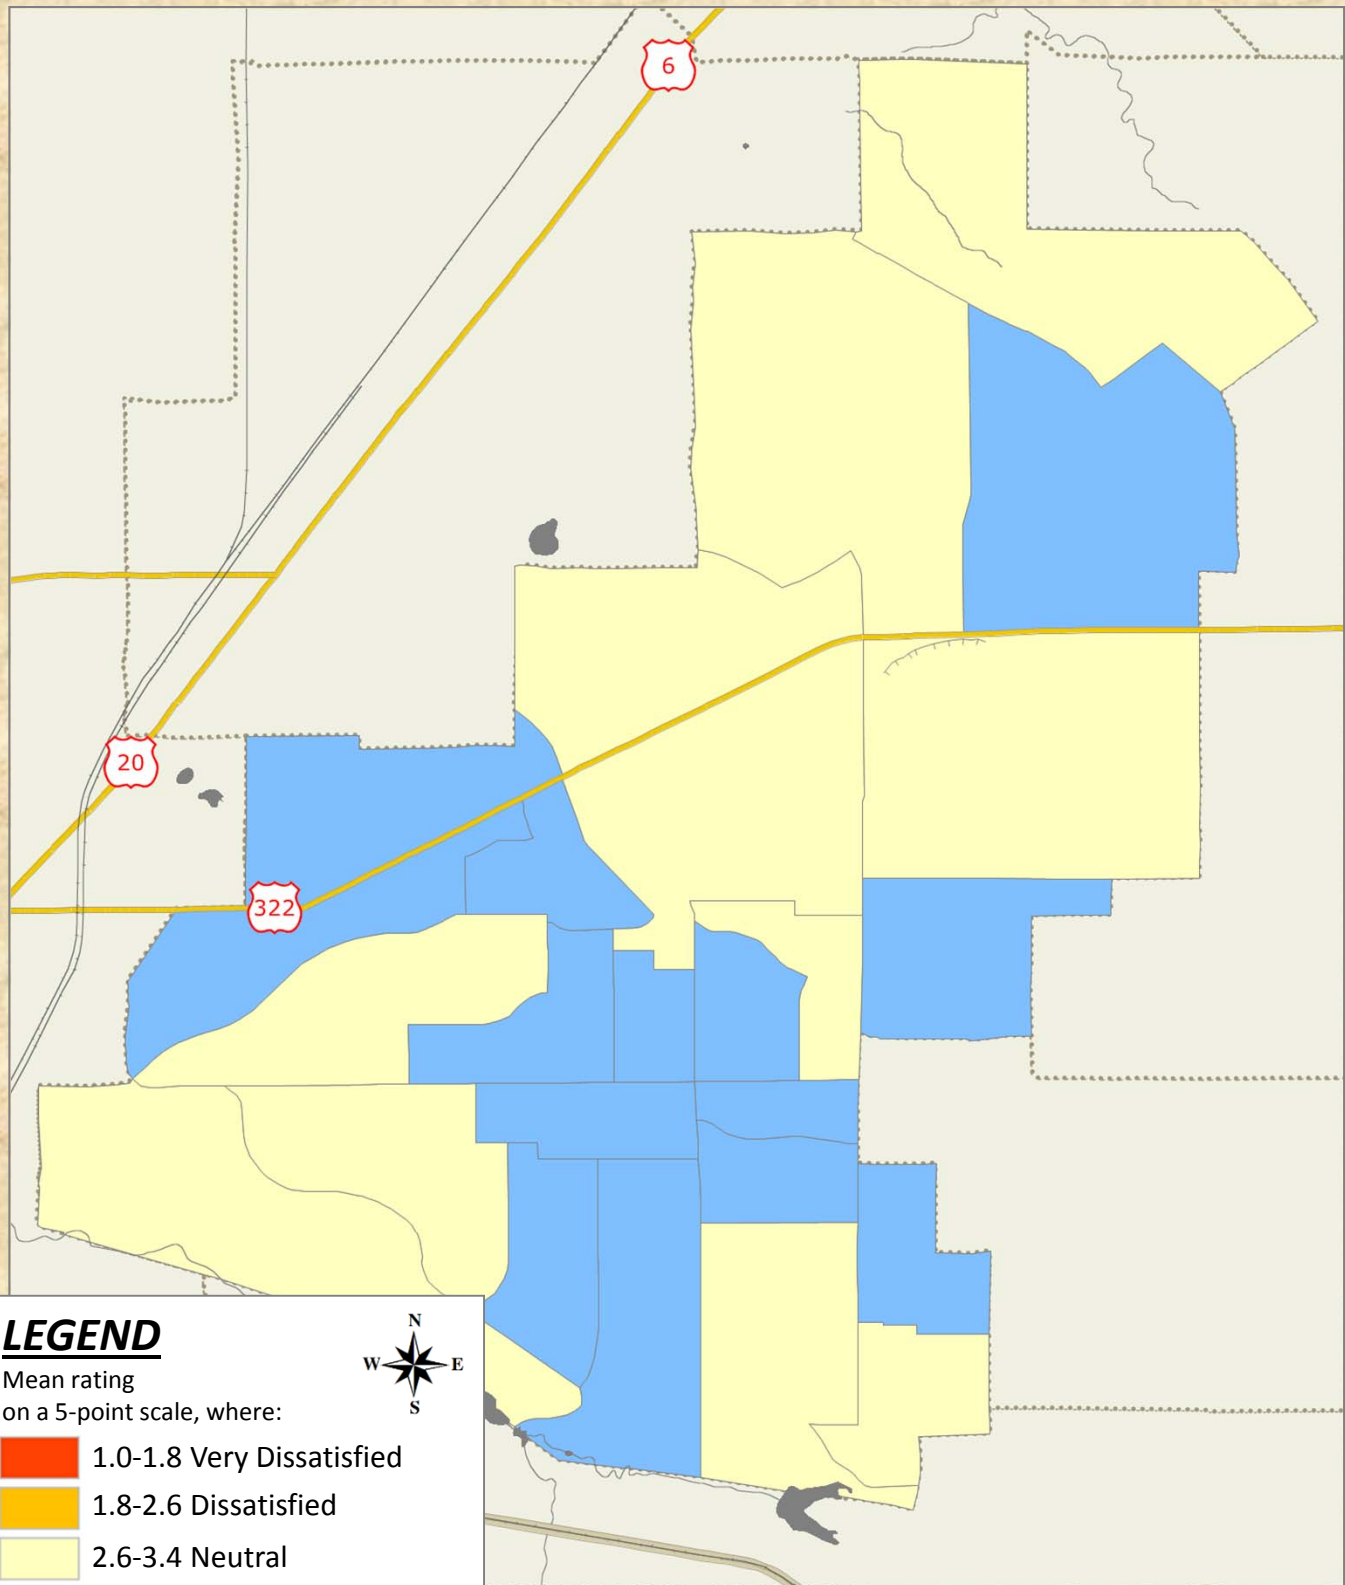 6
20
322
LEGEND
N
W E
S
Mean rating
on a 5-point scale, where:
1.0-1.8 Very Dissatisfied
1.8-2.6 Dissatisfied
2.6-3.4 Neutral